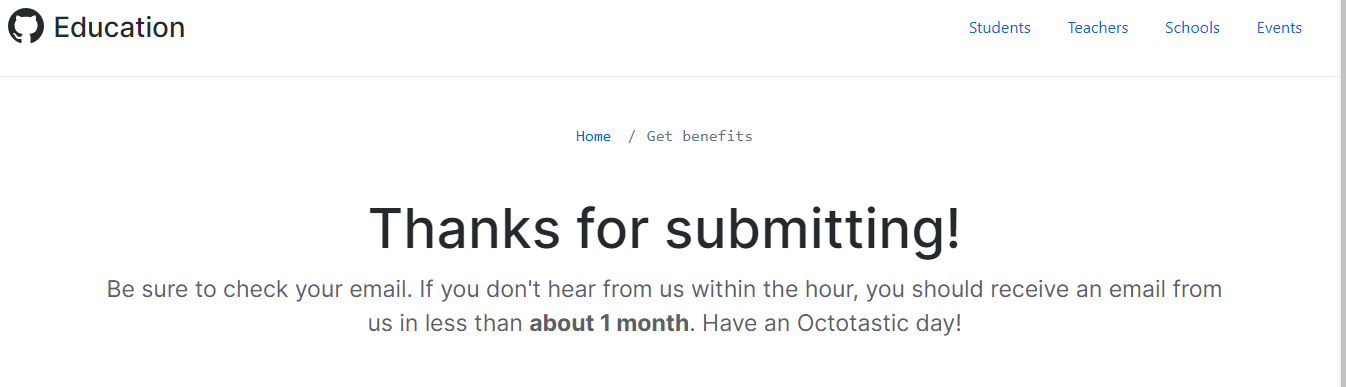 Education
Students Teachers Schools Events
Home / Get benefits
Thanks for submitting!
Be sure to check your email. If you don't hear from us within the hour, you should receive an email from
us in less than about 1 month. Have an Octotastic day!